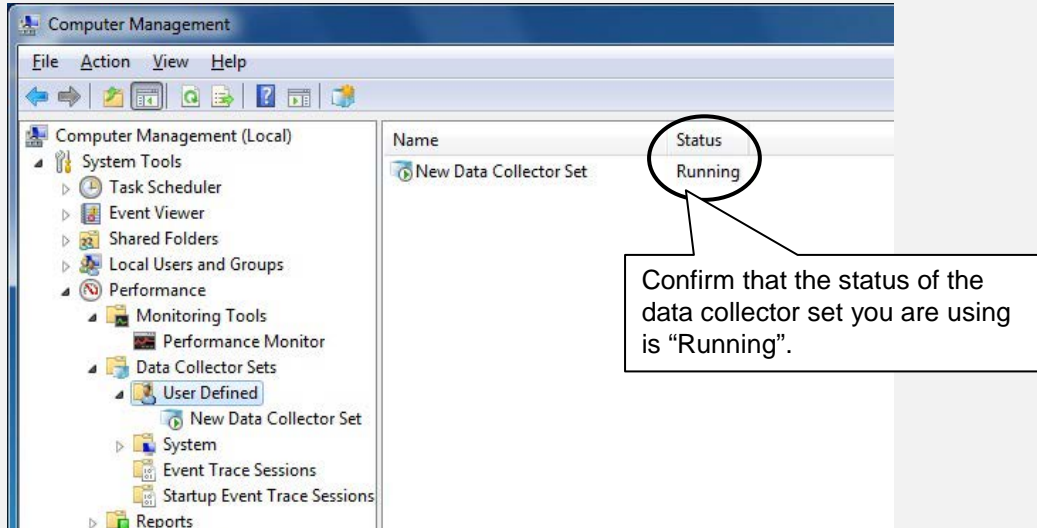 Computer Management
File Action View Help
Computer Management (Local)
System Tools
Task Scheduler
Event Viewer
Shared Folders
Local Users and Groups
Performance
Monitoring Tools
Performance Monitor
Data Collector Sets
User Defined
New Data Collector Set
System
Event Trace Sessions
Startup Event Trace Sessions
Reports
Name Status
New Data Collector Set Running
Confirm that the status of the
data collector set you are using
is “Running”.